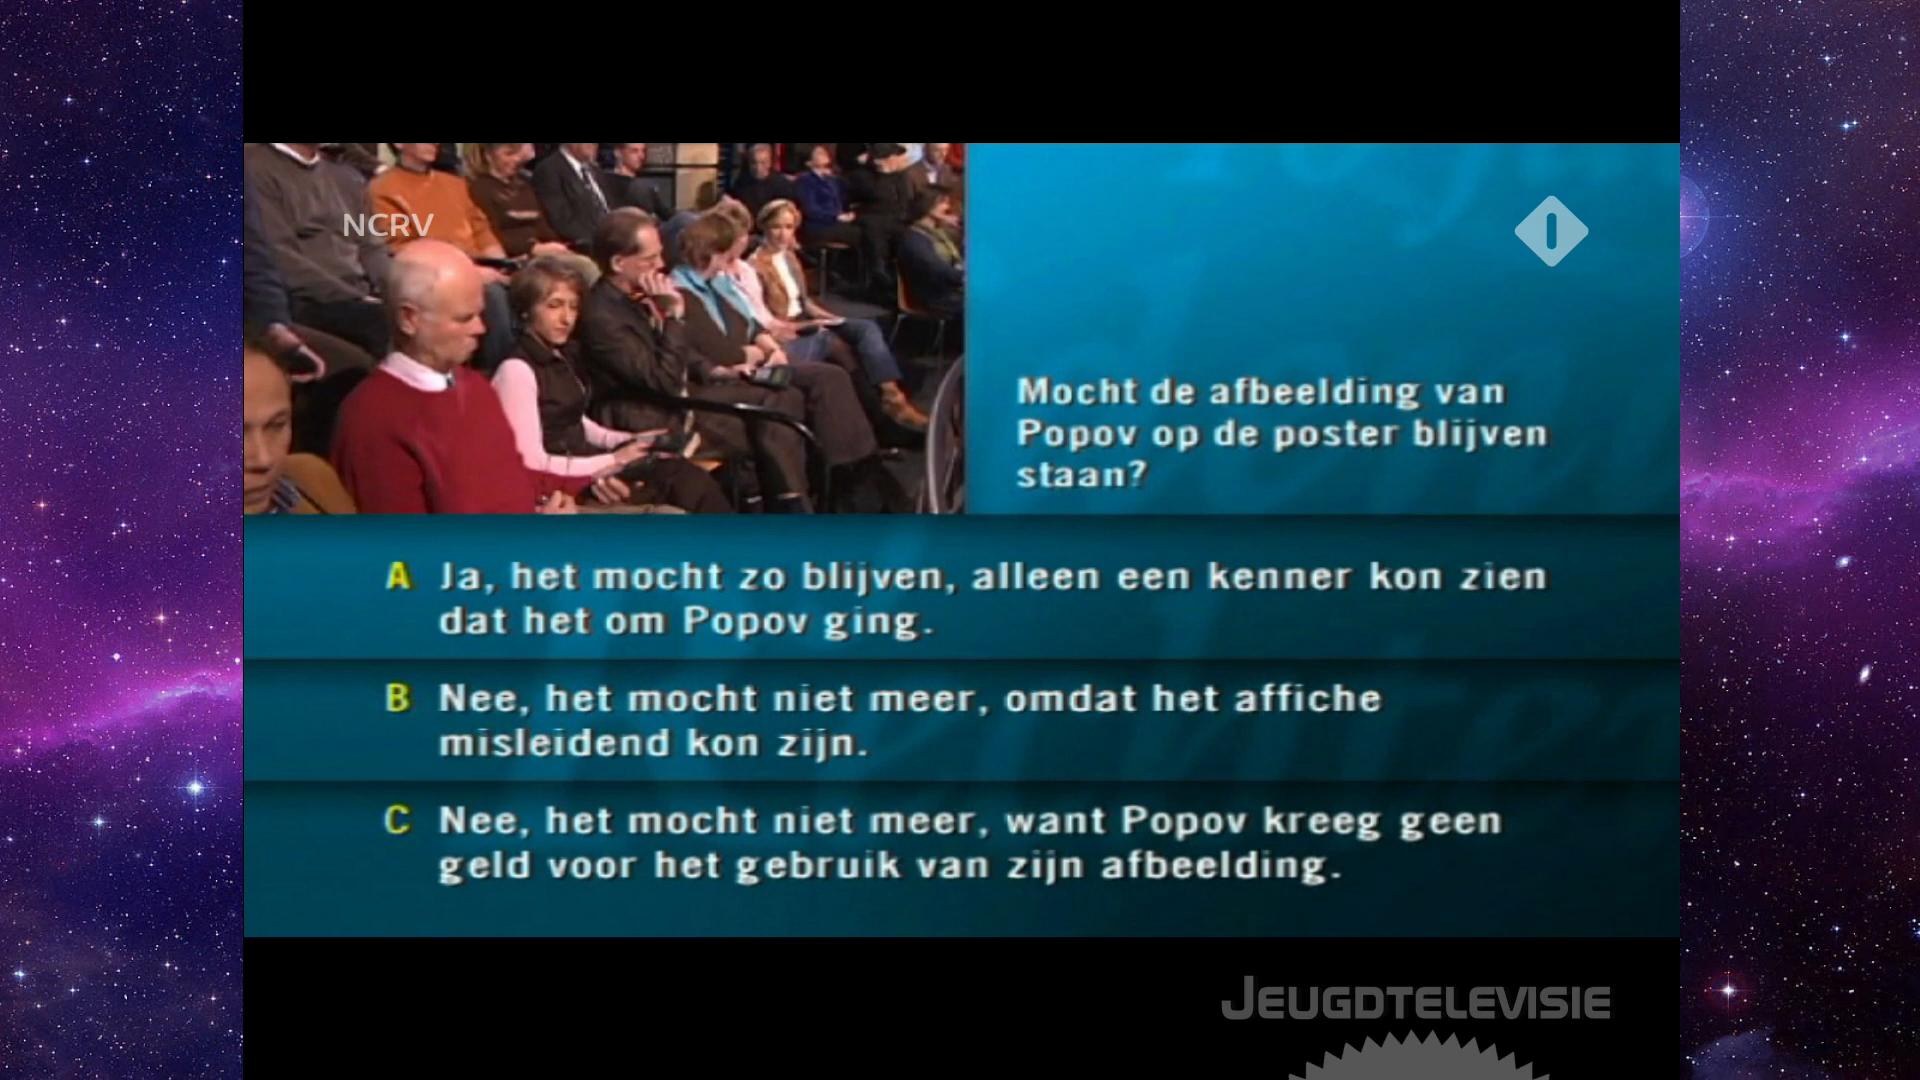 NCRV
Mocht de afbeelding van
Popov op de poster blijven
staan?
A Ja, het mocht zo blijven, alleen een kenner kon zien
dat het om Popov ging.
B Nee, het mocht niet meer, omdat het affiche
misleidend kon zijn.
C Nee, het mocht niet meer, want Popov kreeg geen
geld voor het gebruik van zijn afbeelding.
JEUGDTELEVISIE